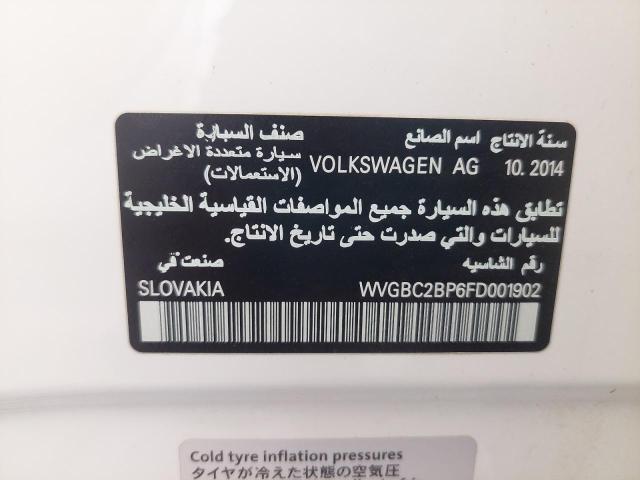 سنة الانتاج اسم الصانع صنف السيارة
10. 2014 VOLKSWAGEN AG سيارة متعددة الاغراض
(الاستعمالات)
تطابق هذه السيارة جميع المواصفات القياسية الخليجية
للسيارات والتي صدرت حتى تاريخ الانتاج.
رقم الشاسيه صنعت في
WVGBC2BP6FD001902 SLOVAKIA
Cold tyre inflation pressures
タイヤが冷えた状態の空気圧